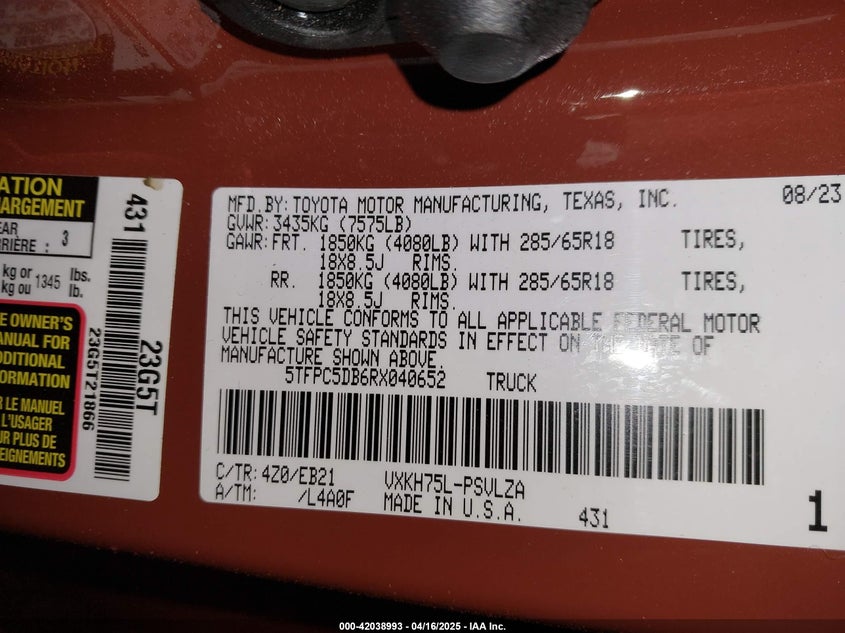 ATION
HARGEMENT
EAR
RRIÈRE : 3
kg or 1345 lbs.
kg ou lb.
E OWNER'S
ANUAL FOR
DDITIONAL
FORMATION
R LE MANUEL
L'USAGER
UR PLUS DE
EIGNEMENTS
431
23G5T21866
23G5T
MFD.BY: TOYOTA MOTOR MANUFACTURING, TEXAS, INC. 08/23
GVWR: 3435KG (7575LB)
GAWR: FRT. 1850KG (4080LB) WITH 285/65R18 TIRES,
18X8.5J RIMS.
RR. 1850KG (4080LB) WITH 285/65R18 TIRES,
18X8.5J RIMS.
THIS VEHICLE CONFORMS TO ALL APPLICABLE FEDERAL MOTOR
VEHICLE SAFETY STANDARDS IN EFFECT ON THE DATE OF
MANUFACTURE SHOWN ABOVE.
5TFPC5DB6RX040652 TRUCK
C/TR: 4Z0/EB21 VXKH75L-PSVLZA
A/TM: /L4A0F MADE IN U.S.A. 431 1
000-42038993 - 04/16/2025 - IAA Inc.